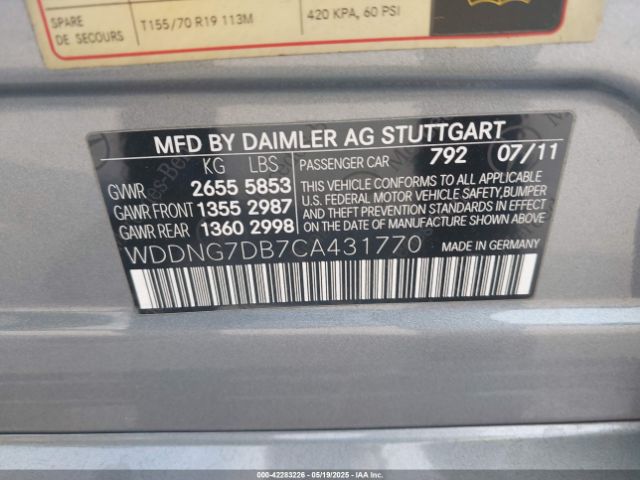 SPARE T155/70 R19 113M 420 KPA, 60 PSI
DE SECOURS
MFD BY DAIMLER AG STUTTGART
KG LBS PASSENGER CAR 792 07/11
GVWR 2655 5853 THIS VEHICLE CONFORMS TO ALL APPLICABLE
U.S. FEDERAL MOTOR VEHICLE SAFETY, BUMPER
GAWR FRONT 1355 2987 AND THEFT PREVENTION STANDARDS IN EFFECT
GAWR REAR 1360 2998 ON THE DATE OF MANUFACTURE SHOWN ABOVE.
WDDNG7DB7CA431770 MADE IN GERMANY
000-42283226 - 05/19/2025 - IAAI.COM